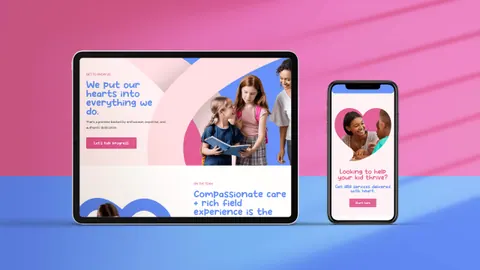 We put our
hearts into
everything we
do.
Let's talk progress
Compassionate care
+ rich field
experience is the
Looking to help
your kid thrive?
Get ABA services delivered
with heart.